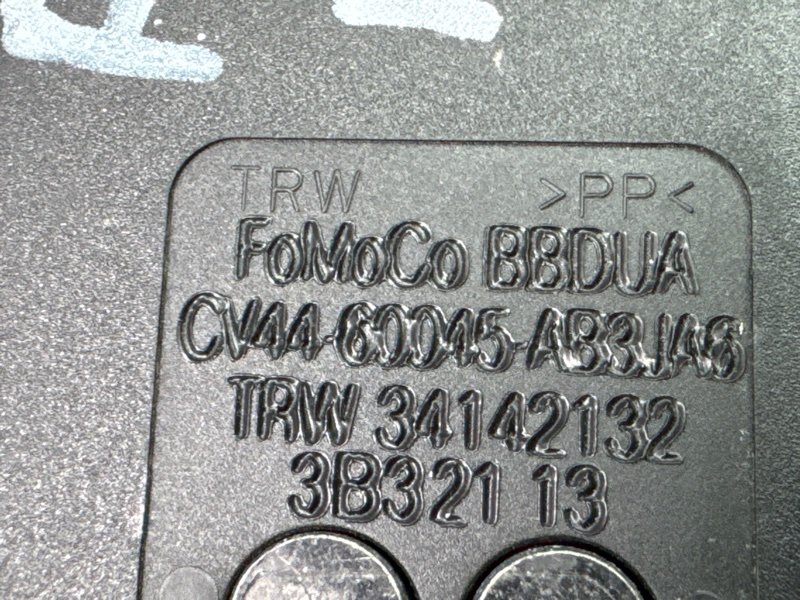 TRW >PP<
FoMoCo BBDUA
CV44-60045-AB3JA6
TRW 34142132
3B321 13